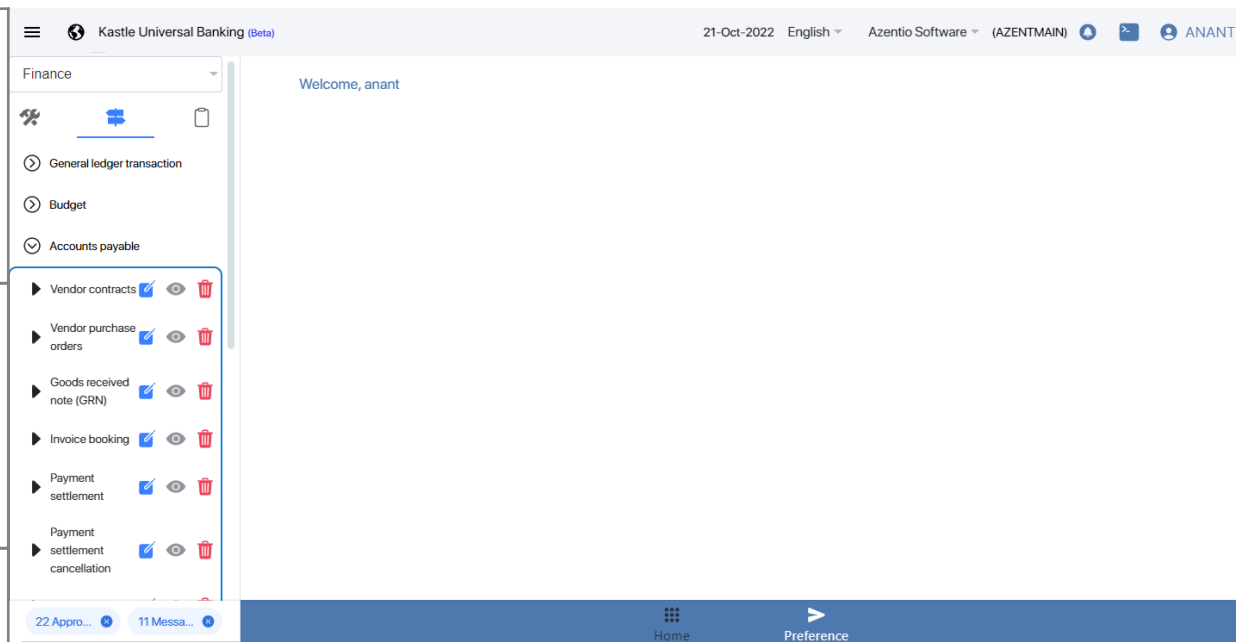 Kastle Universal Banking (Beta)
21-Oct-2022 English Azentio Software (AZENTMAIN) ANANT
Finance
Welcome, anant
General ledger transaction
Budget
Accounts payable
Vendor contracts
Vendor purchase
orders
Goods received
note (GRN)
Invoice booking
Payment
settlement
Payment
settlement
cancellation
22 Appro... 11 Messa...
Home Preference